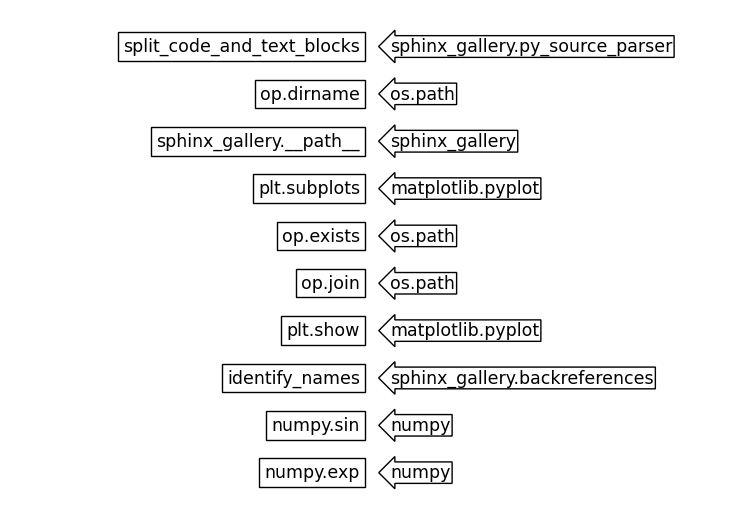 split_code_and_text_blocks sphinx_gallery.py_source_parser
op.dirname os.path
sphinx_gallery.__path__ sphinx_gallery
plt.subplots matplotlib.pyplot
op.exists os.path
op.join os.path
plt.show matplotlib.pyplot
identify_names sphinx_gallery.backreferences
numpy.sin numpy
numpy.exp numpy